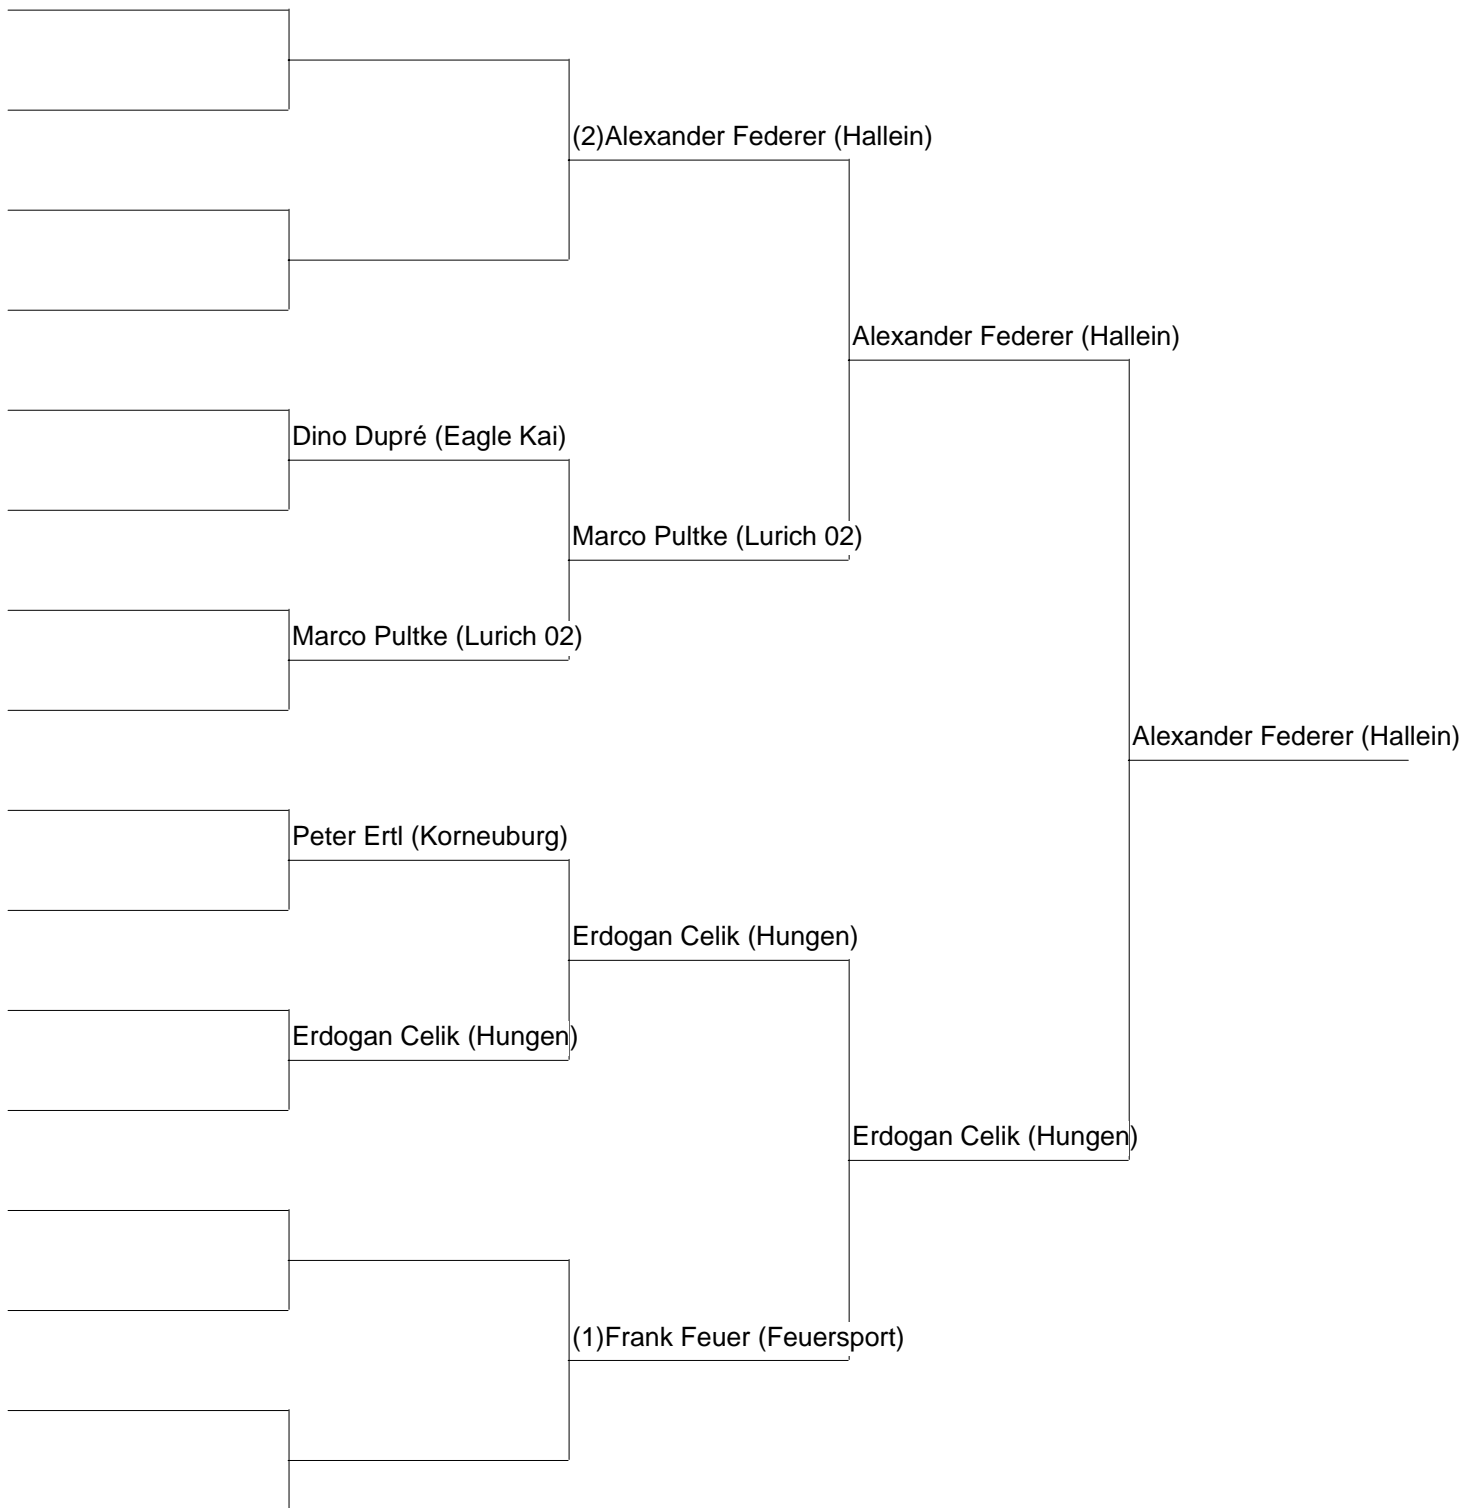 (2)Alexander Federer (Hallein)
Alexander Federer (Hallein)
Dino Dupré (Eagle Kai)
Marco Pultke (Lurich 02)
Marco Pultke (Lurich 02)
Alexander Federer (Hallein)
Peter Ertl (Korneuburg)
Erdogan Celik (Hungen)
Erdogan Celik (Hungen)
Erdogan Celik (Hungen)
(1)Frank Feuer (Feuersport)